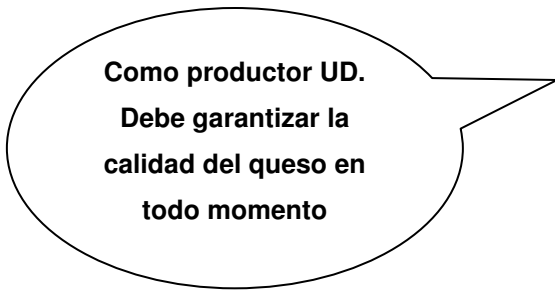 Como productor UD.
Debe garantizar la
calidad del queso en
todo momento